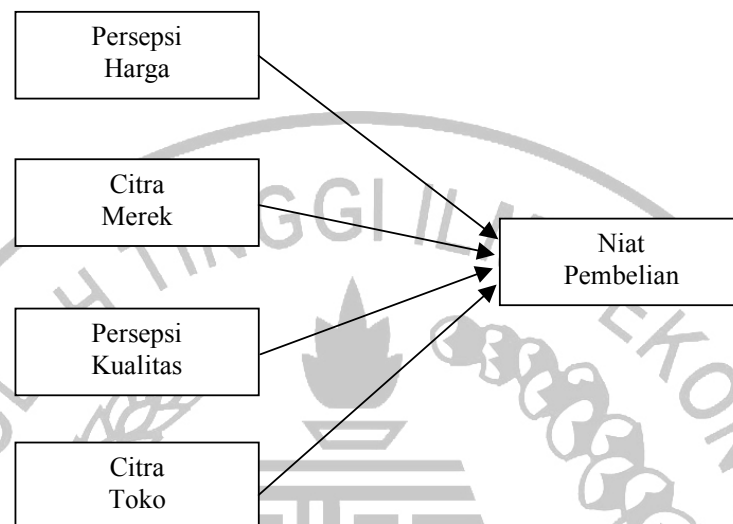 Persepsi
Harga
Citra
Merek
Niat
Pembelian
Persepsi
Kualitas
Citra
Toko